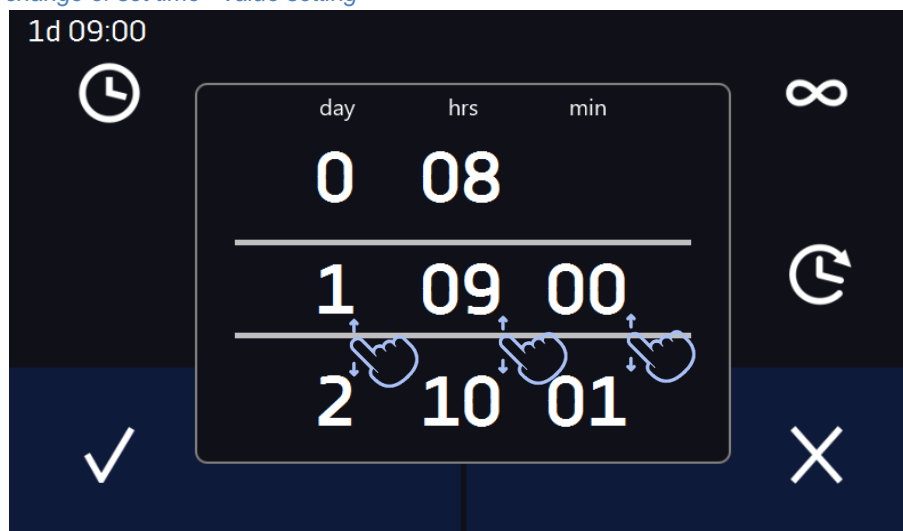 change of set time - value setting
1d 09:00
day hrs min
0 08
1 09 00
2 10 01